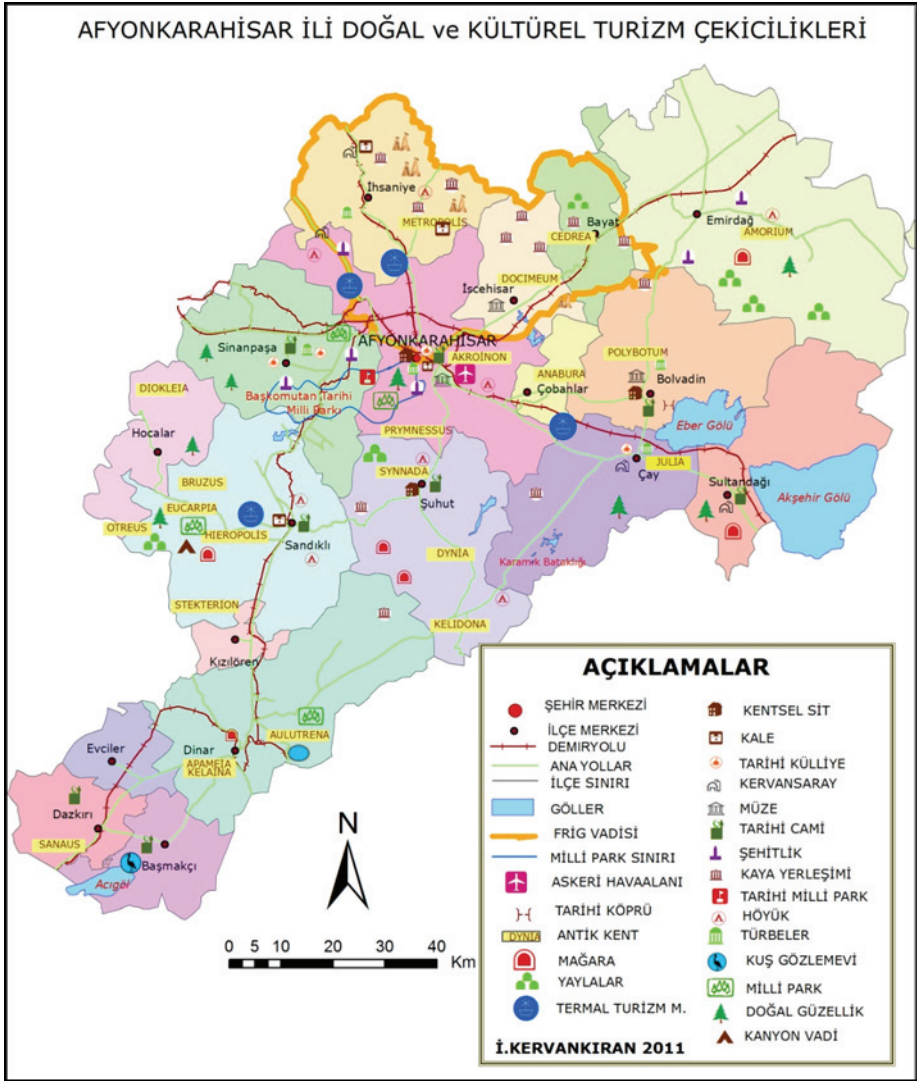 AFYONKARAHİSAR İLİ DOĞAL ve KÜLTÜREL TURİZM ÇEKİCİLİKLERİ
İhsaniye
METROPOLİS
Bayat
CEDREA
Emirdağ
AMORIUM
DOCIMEUM
İscehisar
Sinanpaşa
AFYONKARAHİSAR
AKROİNON
POLYBOTUM
ANABURA
Çobanlar
Bolvadin
DIOKLEIA
Başkomutan Tarihi
Milli Parkı
Eber Gölü
Hocalar
PRYMNESSUS
JULIA
Çay
Sultandağı
Akşehir Gölü
BRUZUS
SYNNADA
Şuhut
EUCARPIA
OTREUS
HIEROPOLIS
Sandıklı
DYNİA
Karamık Bataklığı
STEKTERION
KELIDONA
Kızılören
AULUTRENA
Evciler
Dinar
APAMEİA
KELAINA
Dazkırı
SANAUS
Başmakçı
Acıgöl
N
0 5 10 20 30 40
Km
AÇIKLAMALAR
ŞEHİR MERKEZİ
İLÇE MERKEZİ
DEMİRYOLU
ANA YOLLAR
İLÇE SINIRI
GÖLLER
FRİG VADİSİ
MİLLİ PARK SINIRI
ASKERİ HAVAALANI
TARİHİ KÖPRÜ
DYNIA ANTİK KENT
MAĞARA
YAYLALAR
TERMAL TURİZM M.
KENTSEL SİT
KALE
TARİHİ KÜLLİYE
KERVANSARAY
MÜZE
TARİHİ CAMİ
ŞEHİTLİK
KAYA YERLEŞİMİ
TARİHİ MİLLİ PARK
HÖYÜK
TÜRBELER
KUŞ GÖZLEMEVİ
MİLLİ PARK
DOĞAL GÜZELLİK
KANYON VADİ
İ.KERVANKIRAN 2011